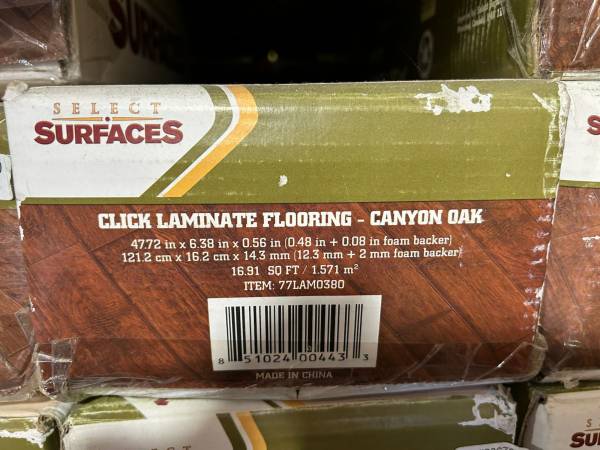 SURFACES
SELECT
SURFACES
CLICK LAMINATE FLOORING - CANYON OAK
47.72 in x 6.38 in x 0.56 in (0.48 in + 0.08 in foam backer)
121.2 cm x 16.2 cm x 14.3 mm (12.3 mm + 2 mm foam backer)
16.91 SQ FT / 1.571 m²
ITEM: 77LAM0380
8 51024 00443 3
MADE IN CHINA
SELECT